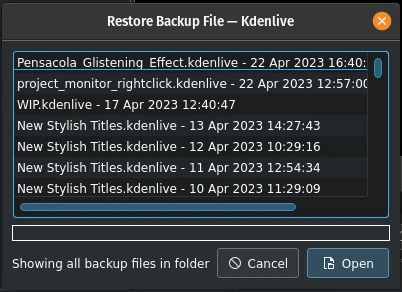 Restore Backup File — Kdenlive
Pensacola_Glistening_Effect.kdenlive - 22 Apr 2023 16:40:
project_monitor_rightclick.kdenlive - 22 Apr 2023 12:57:00
WIP.kdenlive - 17 Apr 2023 12:40:47
New Stylish Titles.kdenlive - 13 Apr 2023 14:27:43
New Stylish Titles.kdenlive - 12 Apr 2023 10:29:16
New Stylish Titles.kdenlive - 11 Apr 2023 12:54:34
New Stylish Titles.kdenlive - 10 Apr 2023 11:29:09
Showing all backup files in folder
Cancel
Open